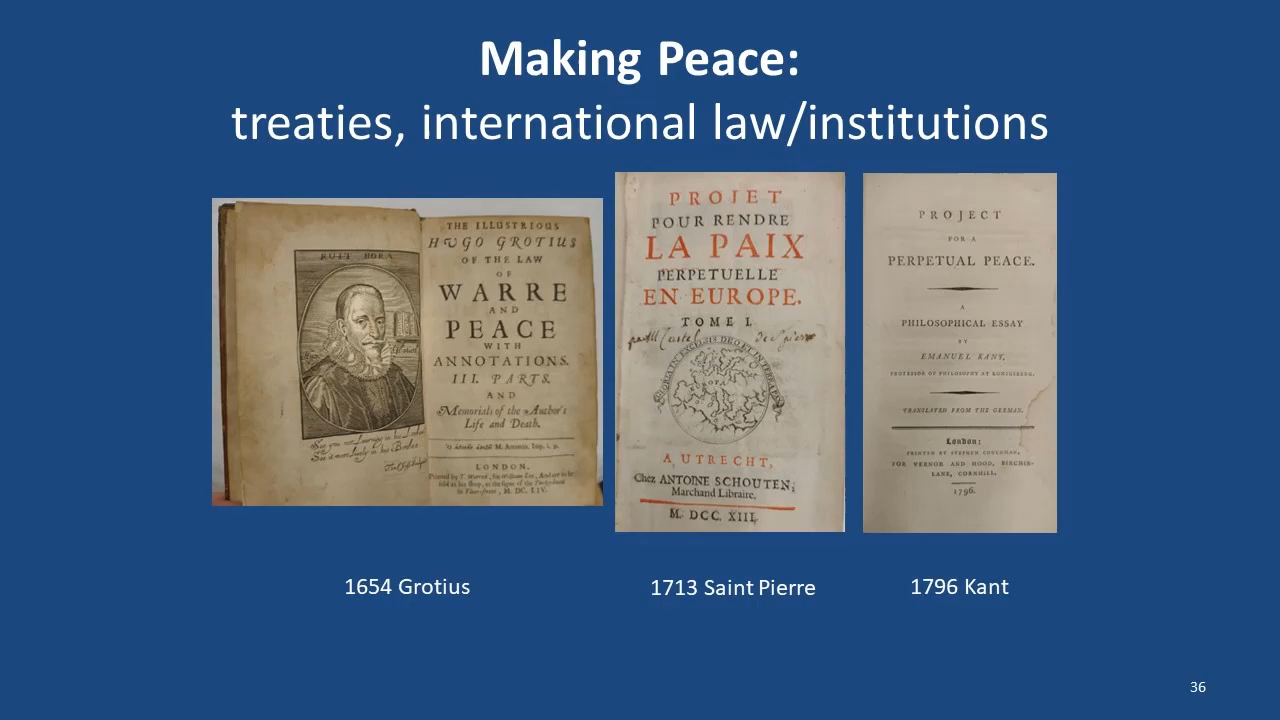 Making Peace:
treaties, international law/institutions
RUIT HORA
THE ILLUSTRIOUS
HUGO GROTIUS
OF THE LAW
OF
WARRE
AND
PEACE
WITH
ANNOTATIONS.
III. PARTS.
AND
Memorials of the Author's
Life and Death.
LONDON,
PROJET
POUR RENDRE
LA PAIX
PERPETUELLE
EN EUROPE.
TOME I.
EUROPA
A UTRECHT,
Chez ANTOINE SCHOUTEN,
Marchand Libraire.
M. DCC. XIII.
PROJECT
FOR A
PERPETUAL PEACE.
A
PHILOSOPHICAL ESSAY
BY
EMANUEL KANT,
PROFESSOR OF PHILOSOPHY AT KONIGSBERG.
TRANSLATED FROM THE GERMAN.
London:
PRINTED BY STEPHEN COUCHMAN,
FOR VERNOR AND HOOD, BIRCHIN-
LANE, CORNHILL.
1796.
1654 Grotius
1713 Saint Pierre
1796 Kant
36